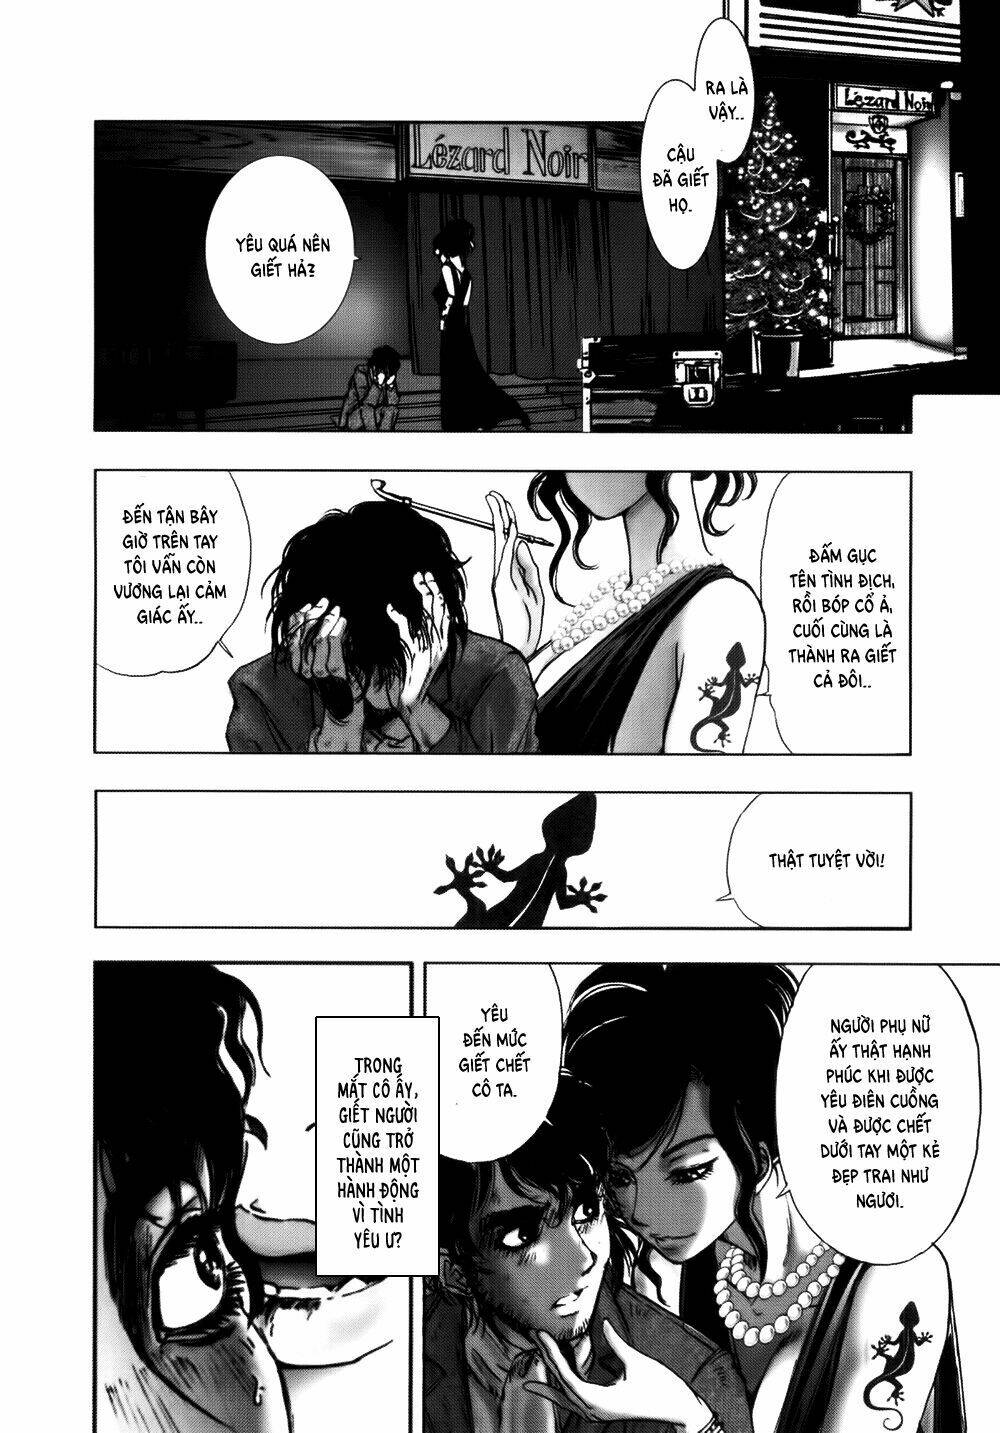 Lézard Noir
RA LÀ
VẬY..
CẬU
ĐÃ GIẾT
HỌ.
Lézard Noir
YÊU QUÁ NÊN
GIẾT HẢ?
ĐẤM GỤC
TÊN TÌNH ĐỊCH,
RỒI BÓP CỔ Ả,
CUỐI CÙNG LÀ
THÀNH RA GIẾT
CẢ ĐÔI..
ĐẾN TẬN BÂY
GIỜ TRÊN TAY
TÔI VẪN CÒN
VƯƠNG LẠI CẢM
GIÁC ẤY..
THẬT TUYỆT VỜI!
NGƯỜI PHỤ NỮ
ẤY THẬT HẠNH
PHÚC KHI ĐƯỢC
YÊU ĐIÊN CUỒNG
VÀ ĐƯỢC CHẾT
DƯỚI TAY MỘT KẺ
ĐẸP TRAI NHƯ
NGƯƠI.
YÊU
ĐẾN MỨC
GIẾT CHẾT
CÔ TA.
TRONG
MẮT CÔ ẤY,
GIẾT NGƯỜI
CŨNG TRỞ
THÀNH MỘT
HÀNH ĐỘNG
VÌ TÌNH
YÊU Ư?